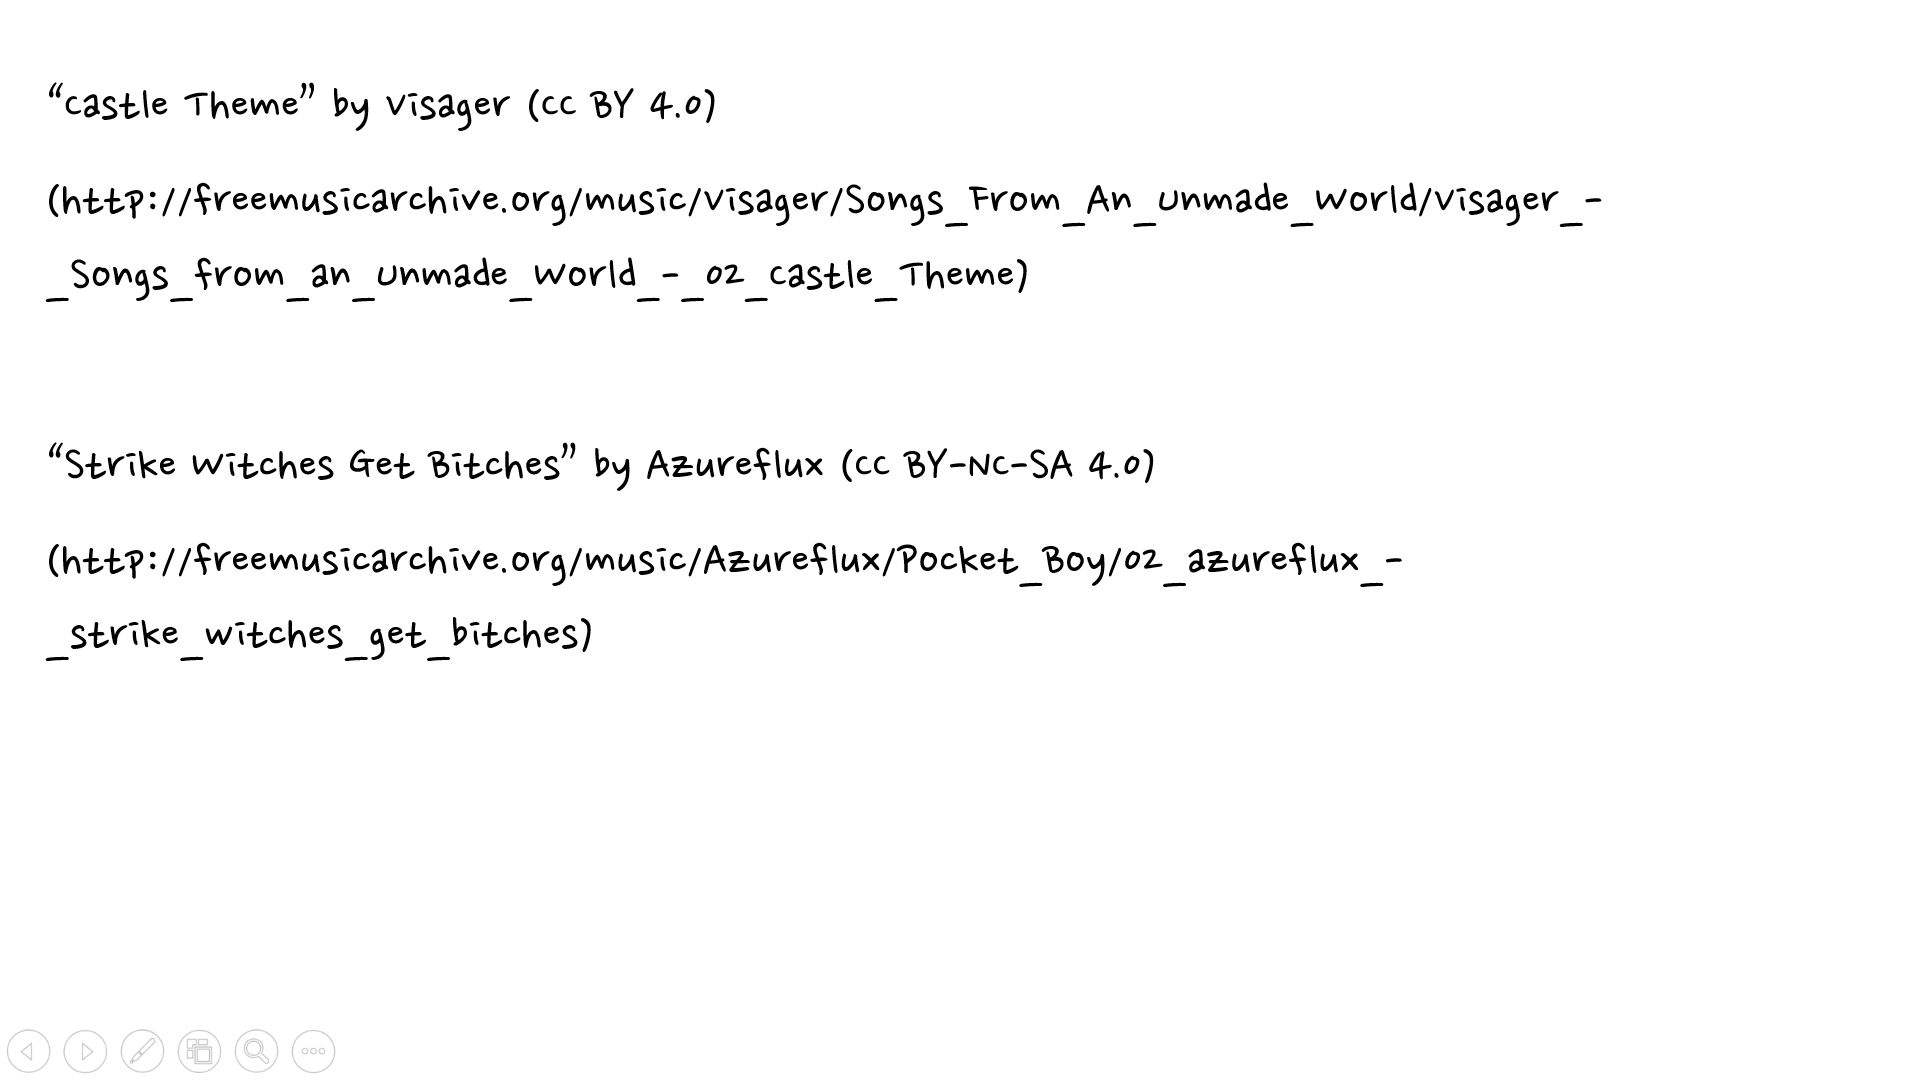 “Castle Theme” by Visager (CC BY 4.0)
(http://freemusicarchive.org/music/Visager/Songs_From_An_Unmade_World/Visager_-
_Songs_from_an_Unmade_World_-_02_Castle_Theme)
“Strike Witches Get Bitches” by Azureflux (CC BY-NC-SA 4.0)
(http://freemusicarchive.org/music/Azureflux/Pocket_Boy/02_azureflux_-
_strike_witches_get_bitches)